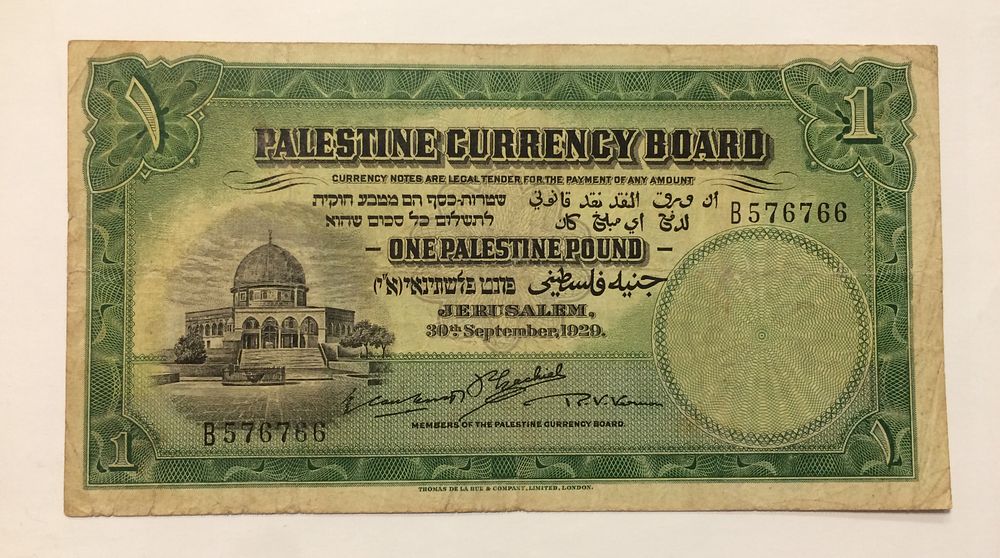 ١
1
PALESTINE CURRENCY BOARD
CURRENCY NOTES ARE LEGAL TENDER FOR THE PAYMENT OF ANY AMOUNT
שטרות-כסף הם מטבע חוקית
לתשלום כל סכום שהוא
ان ورق النقد نقد قانوني
لدفع اي مبلغ كان
B576766
ONE PALESTINE POUND
פונט פלשתינאי (א״י)
جنيه فلسطيني
JERUSALEM,
30th September, 1929.
MEMBERS OF THE PALESTINE CURRENCY BOARD.
B576766
1
١
THOMAS DE LA RUE & COMPANY, LIMITED, LONDON.